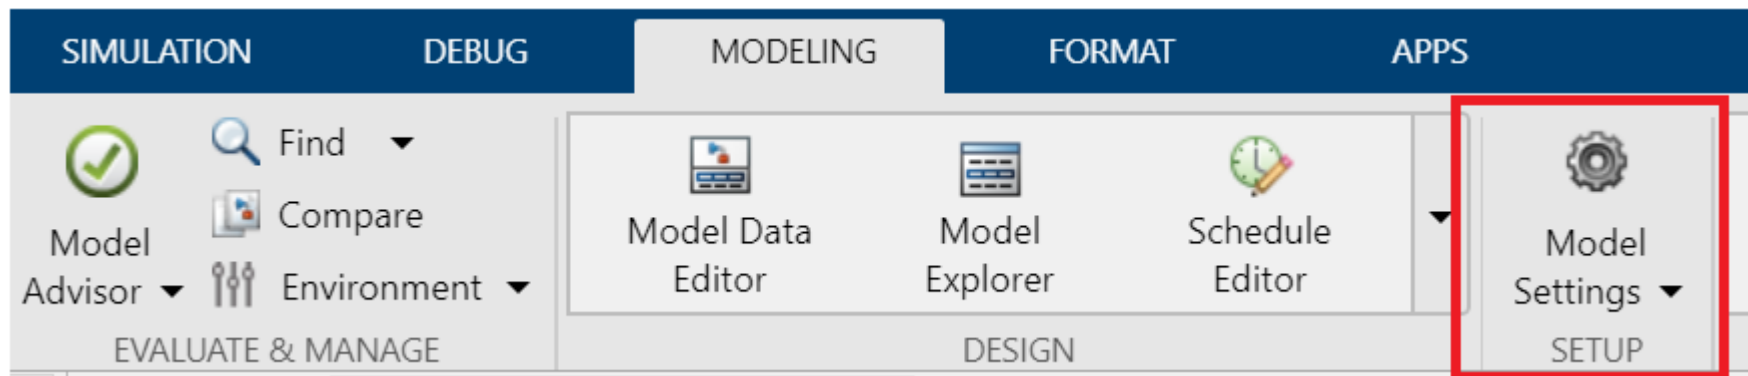 SIMULATION DEBUG MODELING FORMAT APPS
Model
Advisor
Find
Compare
Environment
EVALUATE & MANAGE
Model Data
Editor
Model
Explorer
Schedule
Editor
DESIGN
Model
Settings
SETUP